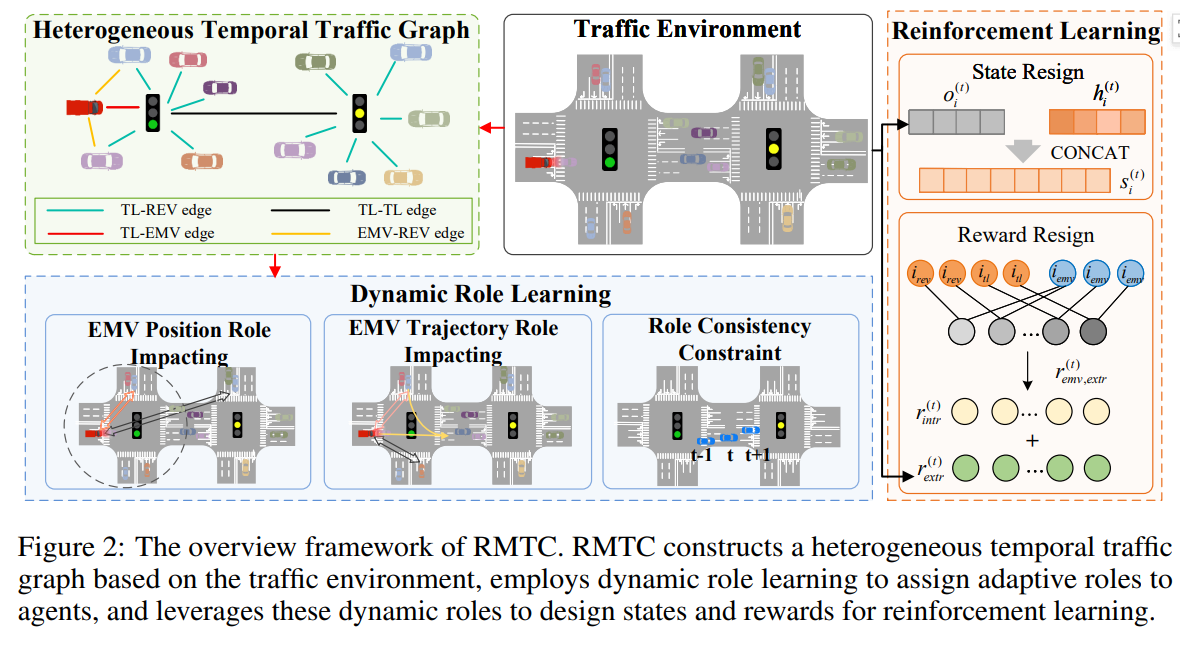 Heterogeneous Temporal Traffic Graph
TL-REV edge
TL-TL edge
TL-EMV edge
EMV-REV edge
Traffic Environment
Dynamic Role Learning
EMV Position Role
Impacting
EMV Trajectory Role
Impacting
Role Consistency
Constraint
t-1 t t+1
Reinforcement Learning
State Resign
o_i^(t)
h_i^(t)
CONCAT
s_i^(t)
Reward Resign
i_rev i_rev i_tl i_tl i_emv i_emv i_emv
...
r_emv,extr^(t)
r_intr^(t) ...
+
r_extr^(t) ...
Figure 2: The overview framework of RMTC. RMTC constructs a heterogeneous temporal traffic
graph based on the traffic environment, employs dynamic role learning to assign adaptive roles to
agents, and leverages these dynamic roles to design states and rewards for reinforcement learning.